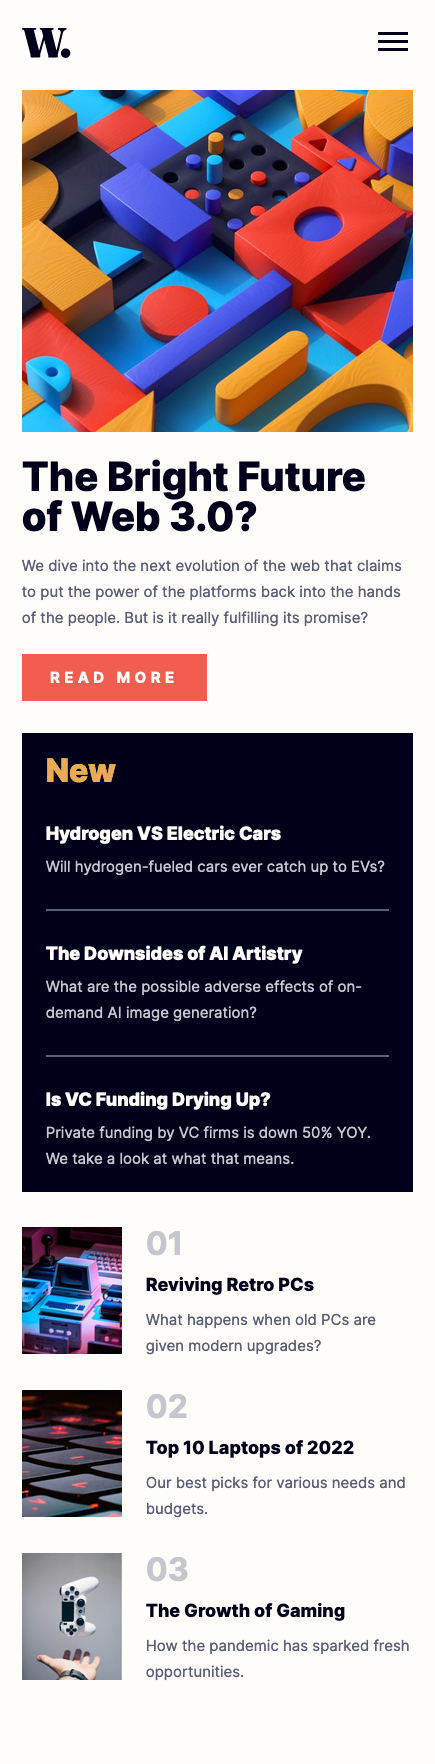 W.
The Bright Future
of Web 3.0?
We dive into the next evolution of the web that claims
to put the power of the platforms back into the hands
of the people. But is it really fulfilling its promise?
READ MORE
New
Hydrogen VS Electric Cars
Will hydrogen-fueled cars ever catch up to EVs?
The Downsides of AI Artistry
What are the possible adverse effects of on-
demand AI image generation?
Is VC Funding Drying Up?
Private funding by VC firms is down 50% YOY.
We take a look at what that means.
01
Reviving Retro PCs
What happens when old PCs are
given modern upgrades?
02
Top 10 Laptops of 2022
Our best picks for various needs and
budgets.
03
The Growth of Gaming
How the pandemic has sparked fresh
opportunities.